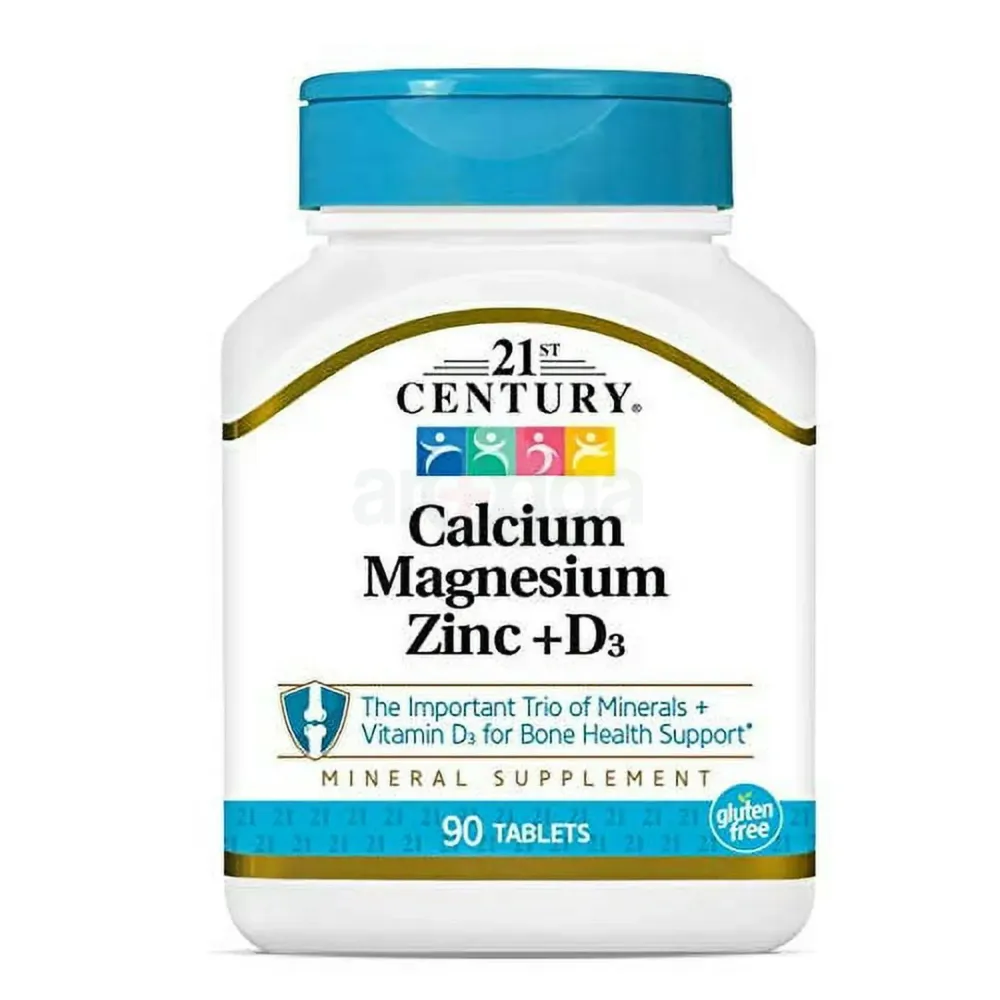 21ST
CENTURY®
Calcium
Magnesium
Zinc +D3
The Important Trio of Minerals +
Vitamin D3 for Bone Health Support*
MINERAL SUPPLEMENT
90 TABLETS
gluten
free